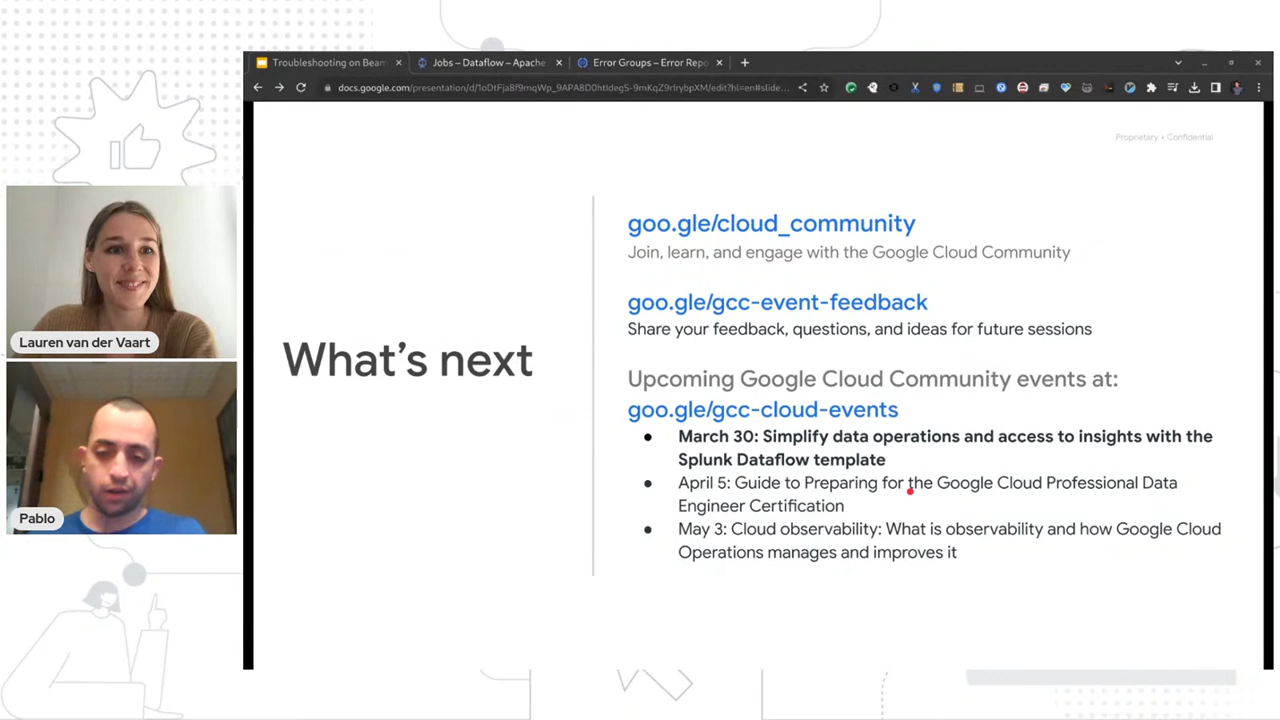 Troubleshooting on Beam
Jobs – Dataflow – Apache
Error Groups – Error Repo
Proprietary + Confidential
What's next
goo.gle/cloud_community
Join, learn, and engage with the Google Cloud Community
goo.gle/gcc-event-feedback
Share your feedback, questions, and ideas for future sessions
Upcoming Google Cloud Community events at:
goo.gle/gcc-cloud-events
● March 30: Simplify data operations and access to insights with the
Splunk Dataflow template
● April 5: Guide to Preparing for the Google Cloud Professional Data
Engineer Certification
● May 3: Cloud observability: What is observability and how Google Cloud
Operations manages and improves it
Lauren van der Vaart
Pablo